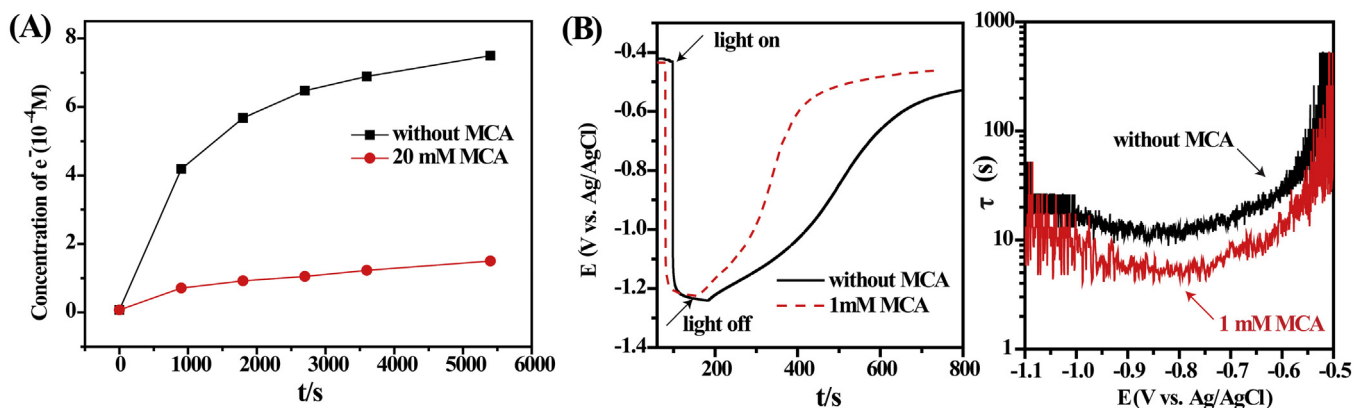 (A)
Concentration of e⁻(10⁻⁴M)
8
6
4
2
0
without MCA
20 mM MCA
0 1000 2000 3000 4000 5000 6000
t/s
(B)
E (V vs. Ag/AgCl)
-0.4
-0.6
-0.8
-1.0
-1.2
-1.4
light on
light off
without MCA
1mM MCA
200 400 600 800
t/s
τ (s)
1000
100
10
1
without MCA
1 mM MCA
-1.1 -1.0 -0.9 -0.8 -0.7 -0.6 -0.5
E(V vs. Ag/AgCl)